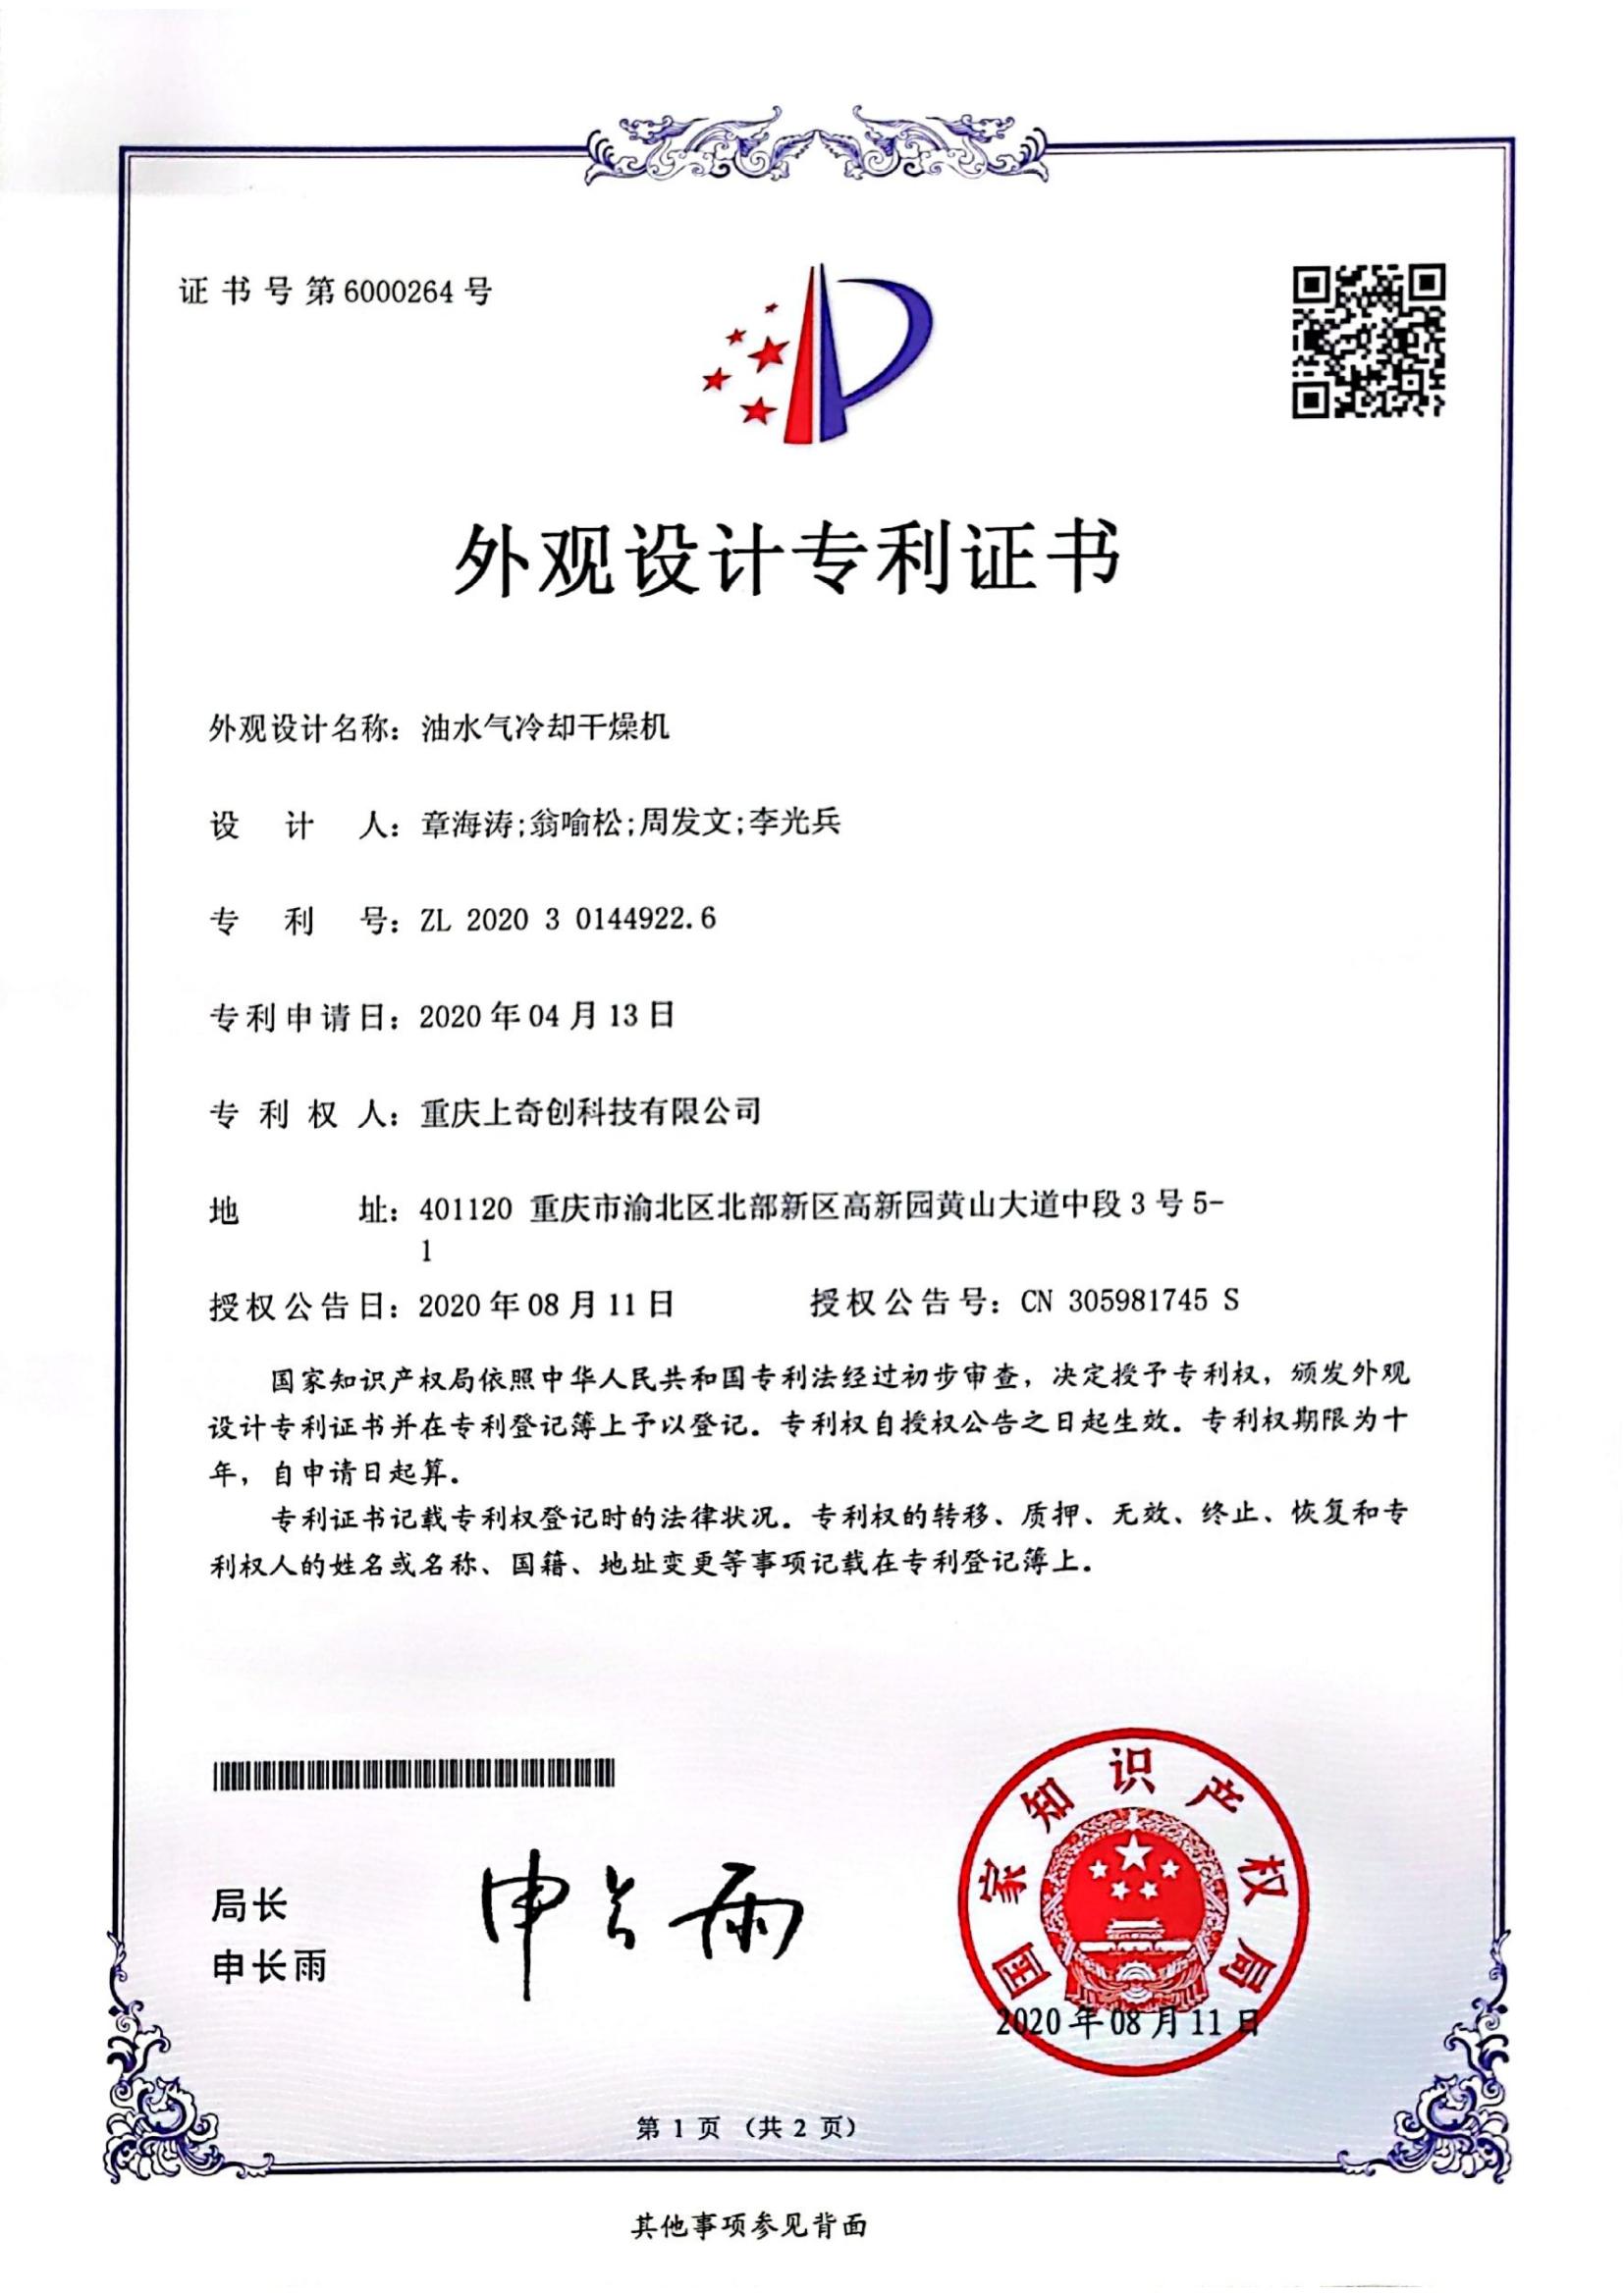 证书号第6000264号
外观设计专利证书
外观设计名称：油水气冷却干燥机
设计人：章海涛;翁喻松;周发文;李光兵
专利号：ZL 2020 3 0144922.6
专利申请日：2020年04月13日
专利权人：重庆上奇创科技有限公司
地址：401120 重庆市渝北区北部新区高新园黄山大道中段3号5-
1
授权公告日：2020年08月11日 授权公告号：CN 305981745 S
国家知识产权局依照中华人民共和国专利法经过初步审查，决定授予专利权，颁发外观
设计专利证书并在专利登记簿上予以登记。专利权自授权公告之日起生效。专利权期限为十
年，自申请日起算。
专利证书记载专利权登记时的法律状况。专利权的转移、质押、无效、终止、恢复和专
利权人的姓名或名称、国籍、地址变更等事项记载在专利登记簿上。
局长
申长雨
申长雨
国家知识产权局
2020年08月11日
第 1 页 （共 2 页）
其他事项参见背面